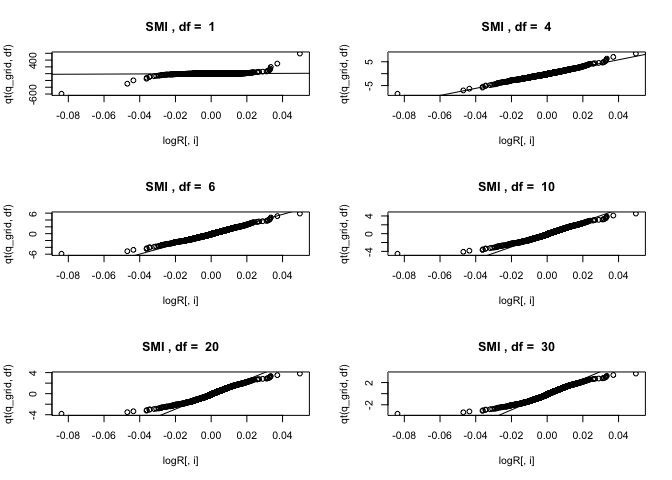 SMI , df = 1
qt(q_grid, df)
400
-600
-0.08 -0.06 -0.04 -0.02 0.00 0.02 0.04
logR[, i]
SMI , df = 4
qt(q_grid, df)
5
-5
-0.08 -0.06 -0.04 -0.02 0.00 0.02 0.04
logR[, i]
SMI , df = 6
qt(q_grid, df)
6
0
-6
-0.08 -0.06 -0.04 -0.02 0.00 0.02 0.04
logR[, i]
SMI , df = 10
qt(q_grid, df)
4
0
-4
-0.08 -0.06 -0.04 -0.02 0.00 0.02 0.04
logR[, i]
SMI , df = 20
qt(q_grid, df)
4
0
-4
-0.08 -0.06 -0.04 -0.02 0.00 0.02 0.04
logR[, i]
SMI , df = 30
qt(q_grid, df)
2
-2
-0.08 -0.06 -0.04 -0.02 0.00 0.02 0.04
logR[, i]